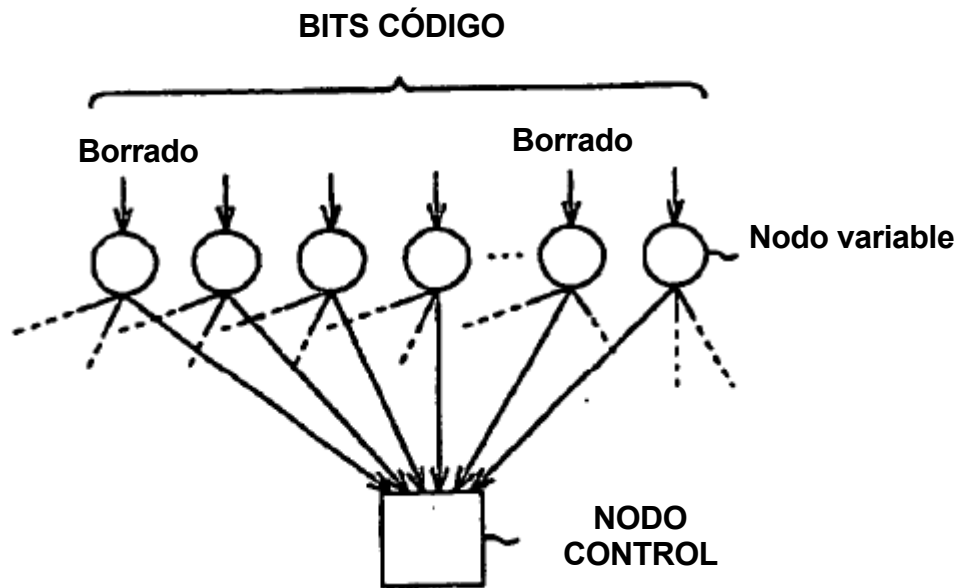 BITS CÓDIGO
Borrado
Borrado
Nodo variable
NODO
CONTROL